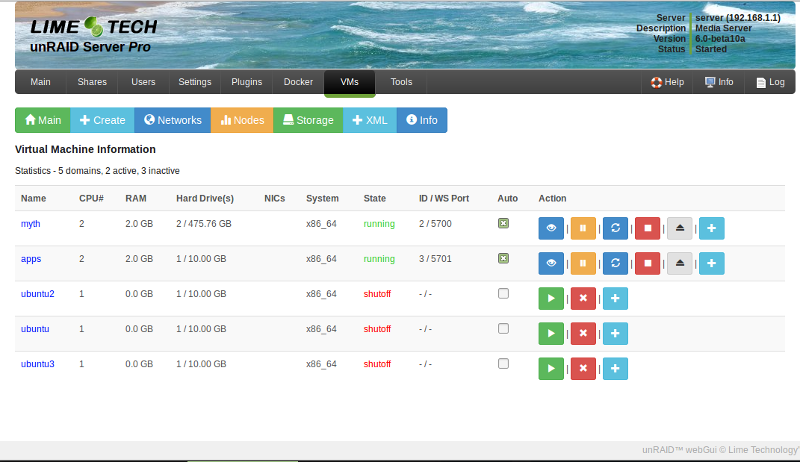 LIME TECH
unRAID Server Pro
Server server (192.168.1.1)
Description Media Server
Version 6.0-beta10a
Status Started
Main Shares Users Settings Plugins Docker VMs Tools Help Info Log
Main Create Networks Nodes Storage XML Info
Virtual Machine Information
Statistics - 5 domains, 2 active, 3 inactive
Name CPU# RAM Hard Drive(s) NICs System State ID / WS Port Auto Action
myth 2 2.0 GB 2 / 475.76 GB x86_64 running 2 / 5700
apps 2 2.0 GB 1 / 10.00 GB x86_64 running 3 / 5701
ubuntu2 1 0.0 GB 1 / 10.00 GB x86_64 shutoff - / -
ubuntu 1 0.0 GB 1 / 10.00 GB x86_64 shutoff - / -
ubuntu3 1 0.0 GB 1 / 10.00 GB x86_64 shutoff - / -
unRAID™ webGui © Lime Technology